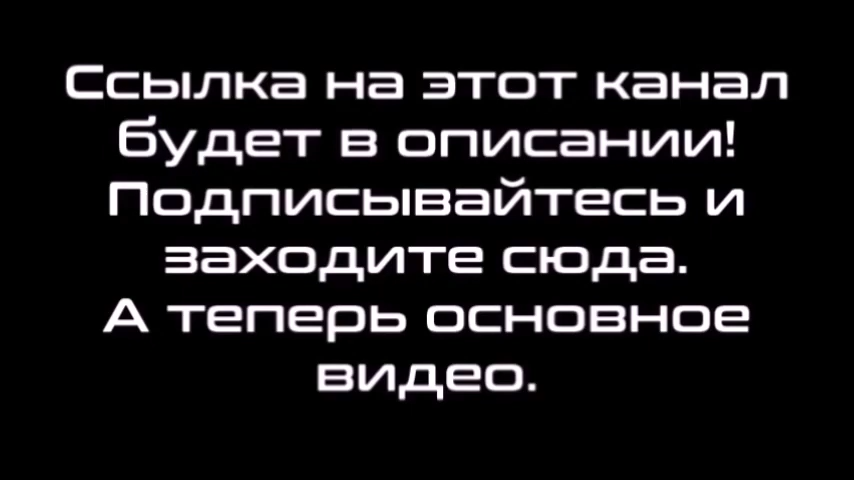 Ссылка на этот канал
будет в описании!
Подписывайтесь и
заходите сюда.
А теперь основное
видео.